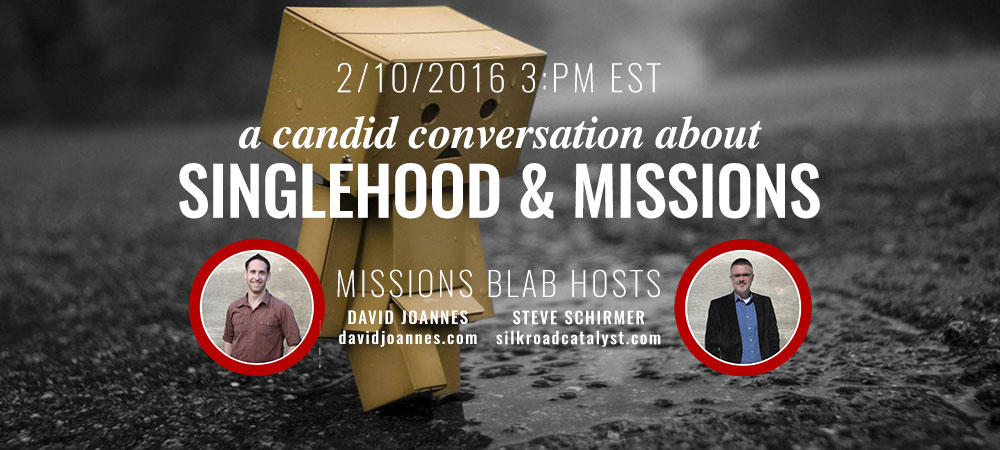 2/10/2016 3:PM EST
a candid conversation about
SINGLEHOOD & MISSIONS
MISSIONS BLAB HOSTS
DAVID JOANNES
davidjoannes.com
STEVE SCHIRMER
silkroadcatalyst.com